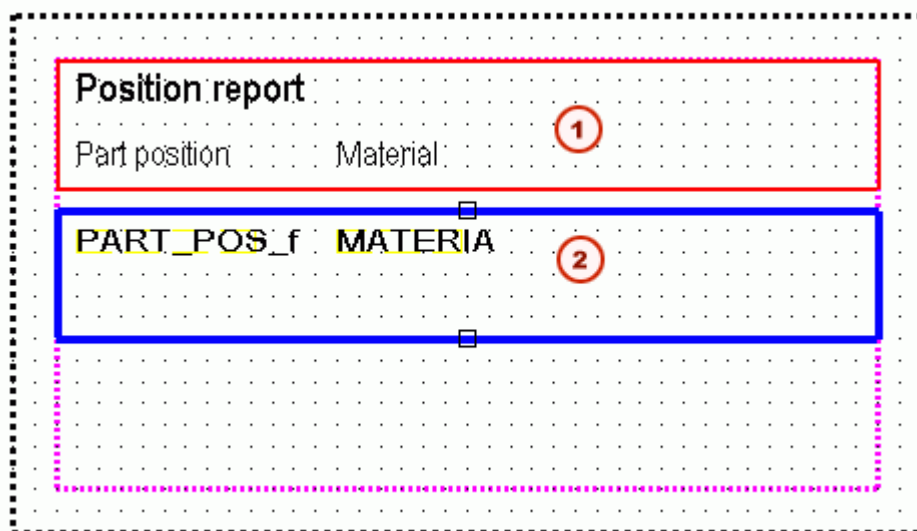 Position report
1
Part position Material
PART_POS_f MATERIA
2